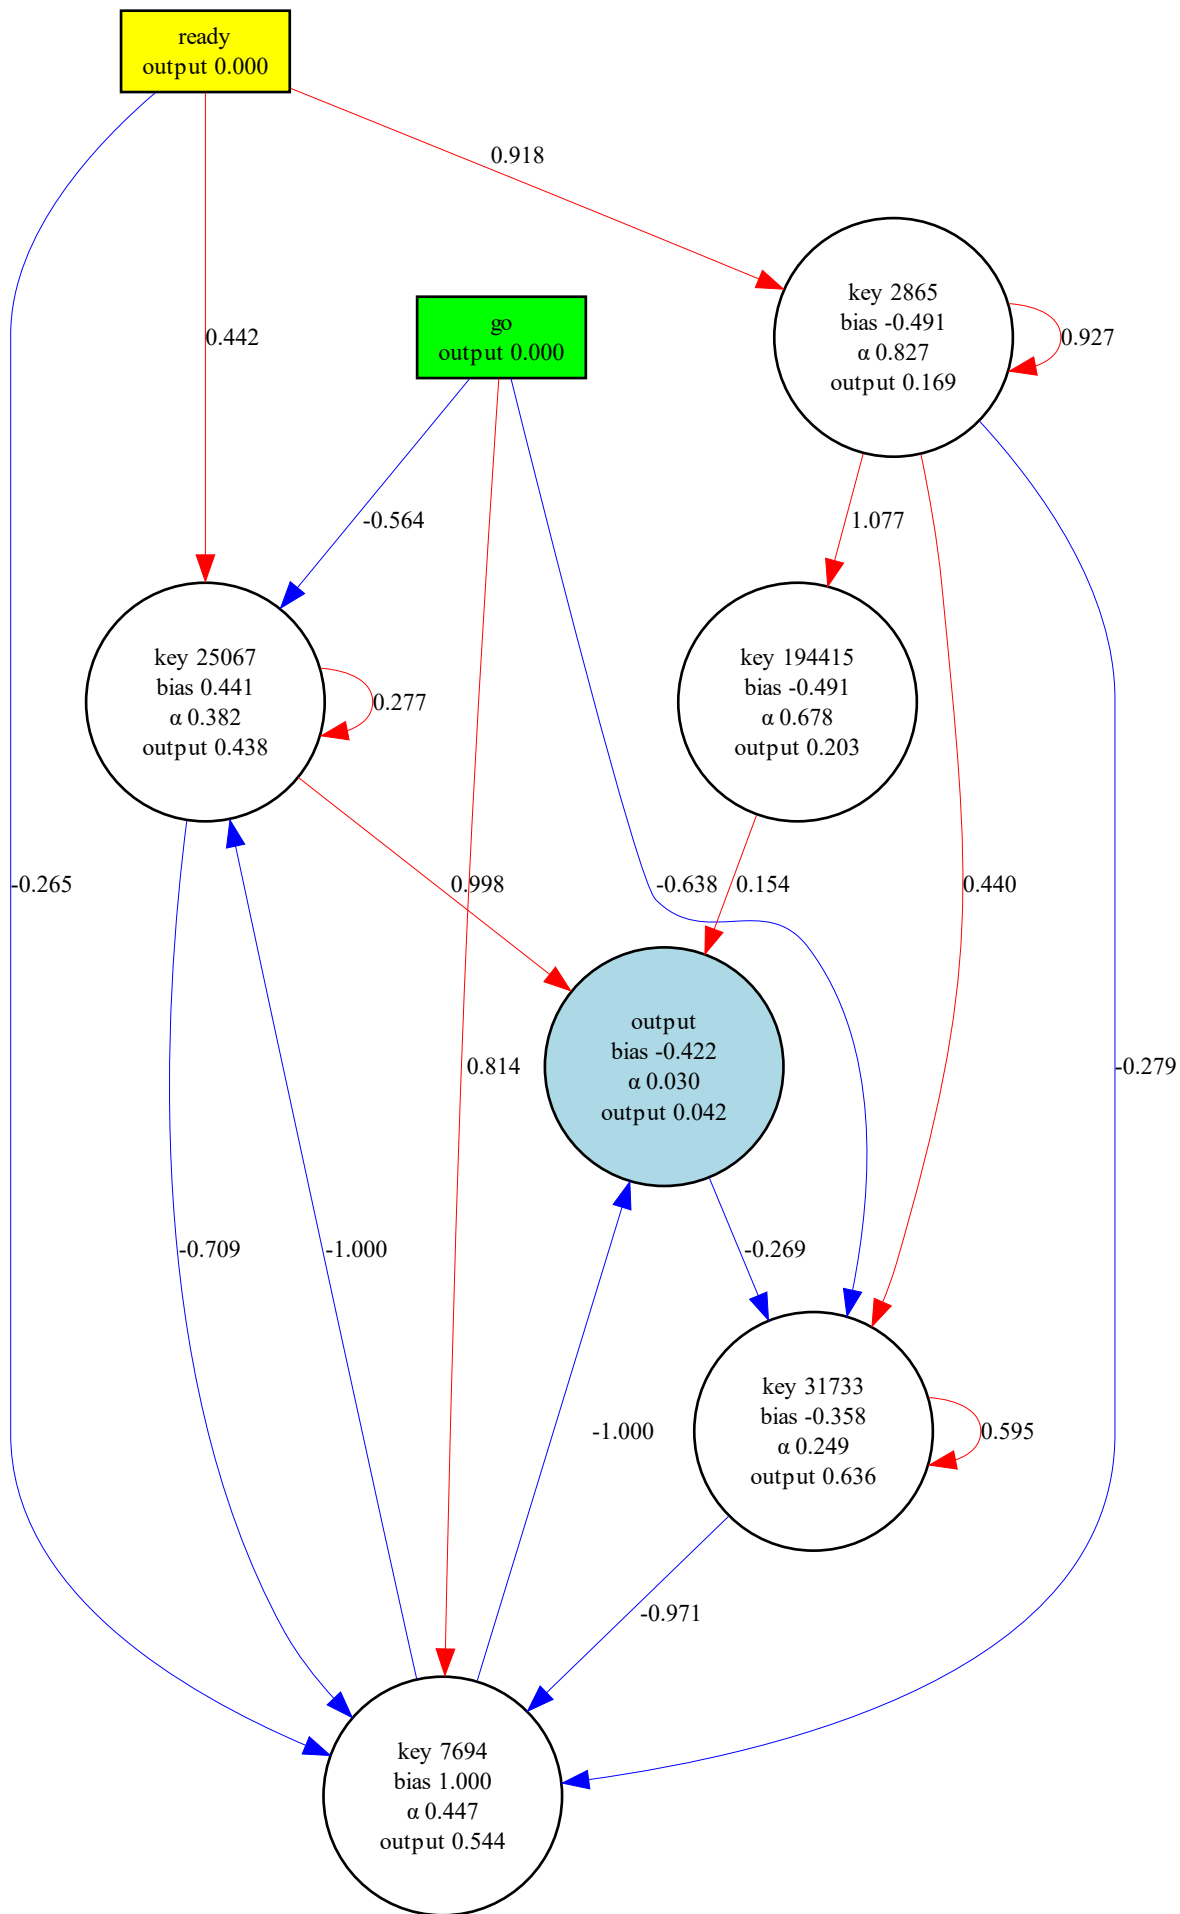 ready
output 0.000
0.918
key 2865
bias -0.491
α 0.827
output 0.169
0.927
go
output 0.000
0.442
-0.564
1.077
key 25067
bias 0.441
α 0.382
output 0.438
0.277
key 194415
bias -0.491
α 0.678
output 0.203
-0.265
0.998
-0.638
0.154
0.440
output
bias -0.422
α 0.030
output 0.042
0.814
-0.279
-0.709
-1.000
-0.269
-1.000
key 31733
bias -0.358
α 0.249
output 0.636
0.595
-0.971
key 7694
bias 1.000
α 0.447
output 0.544